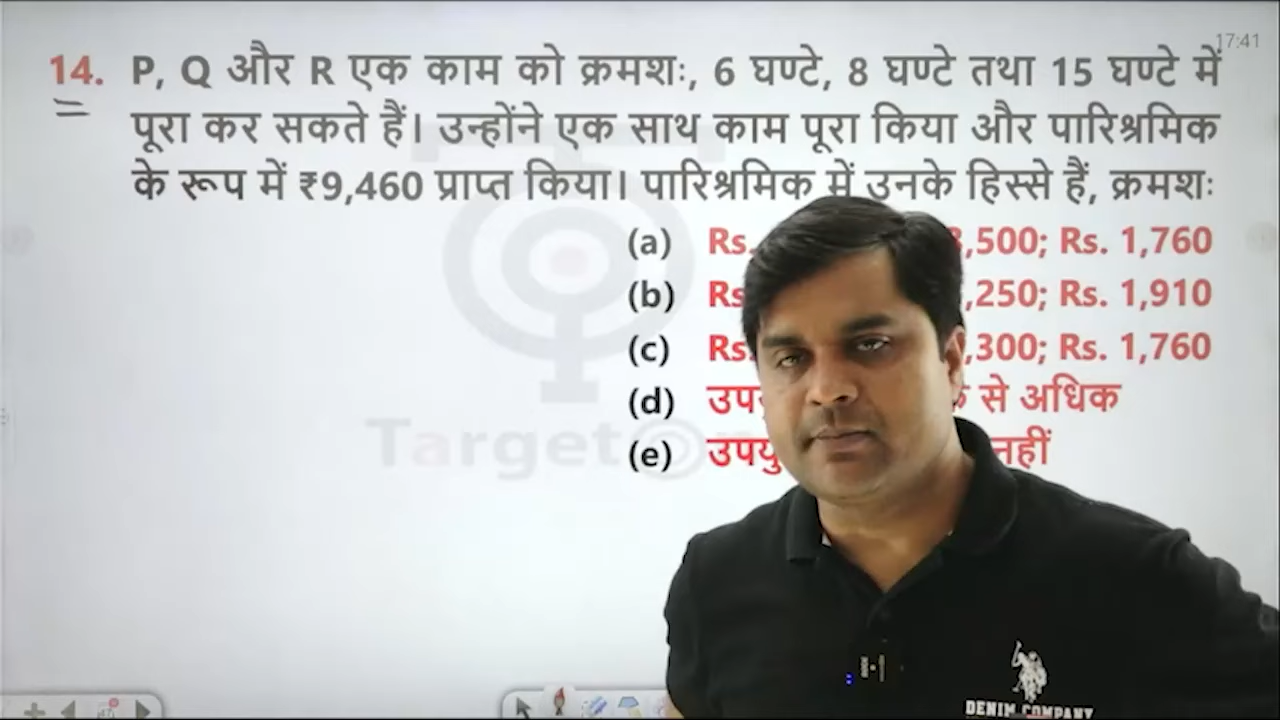 17:41
14. P, Q और R एक काम को क्रमशः, 6 घण्टे, 8 घण्टे तथा 15 घण्टे में
पूरा कर सकते हैं। उन्होंने एक साथ काम पूरा किया और पारिश्रमिक
के रूप में ₹9,460 प्राप्त किया। पारिश्रमिक में उनके हिस्से हैं, क्रमशः
(a) Rs. ,500; Rs. 1,760
(b) Rs ,250; Rs. 1,910
(c) Rs. ,300; Rs. 1,760
(d) से अधिक
(e) नहीं
Target
DENIM COMPANY